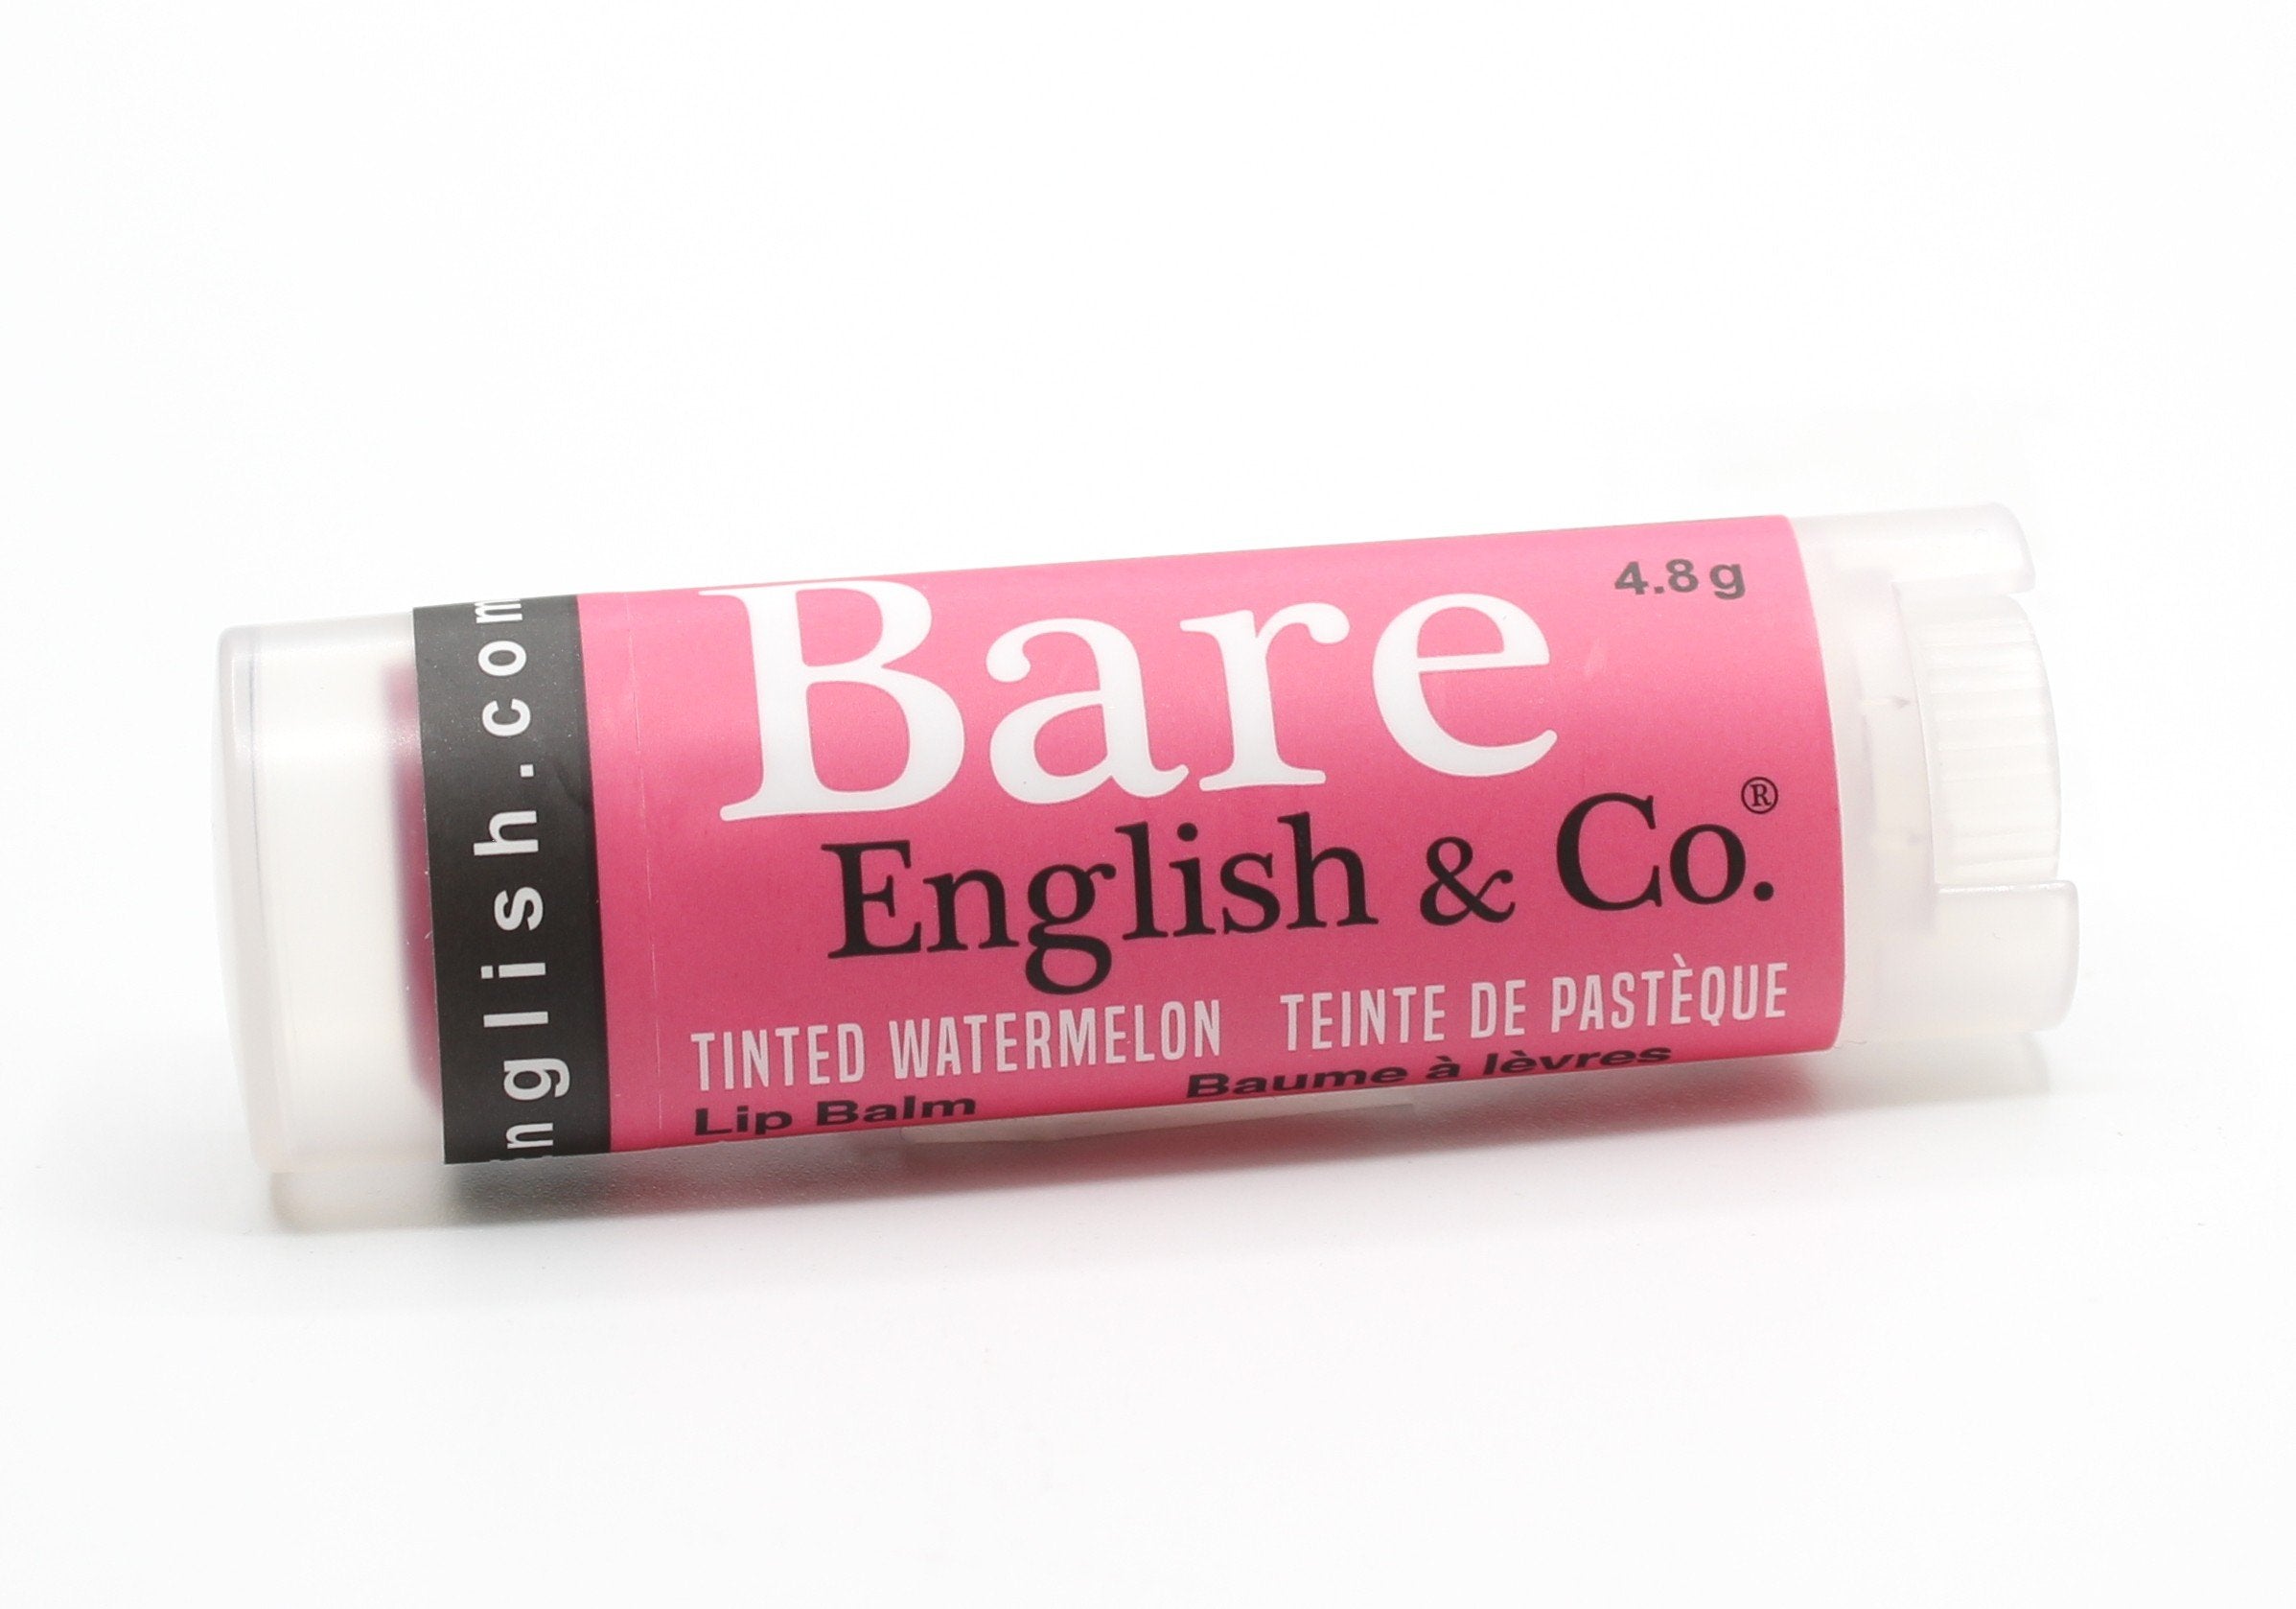 Bare
4.8 g
English & Co.®
TINTED WATERMELON TEINTE DE PASTÈQUE
Lip Balm Baume à lèvres
nglish.com